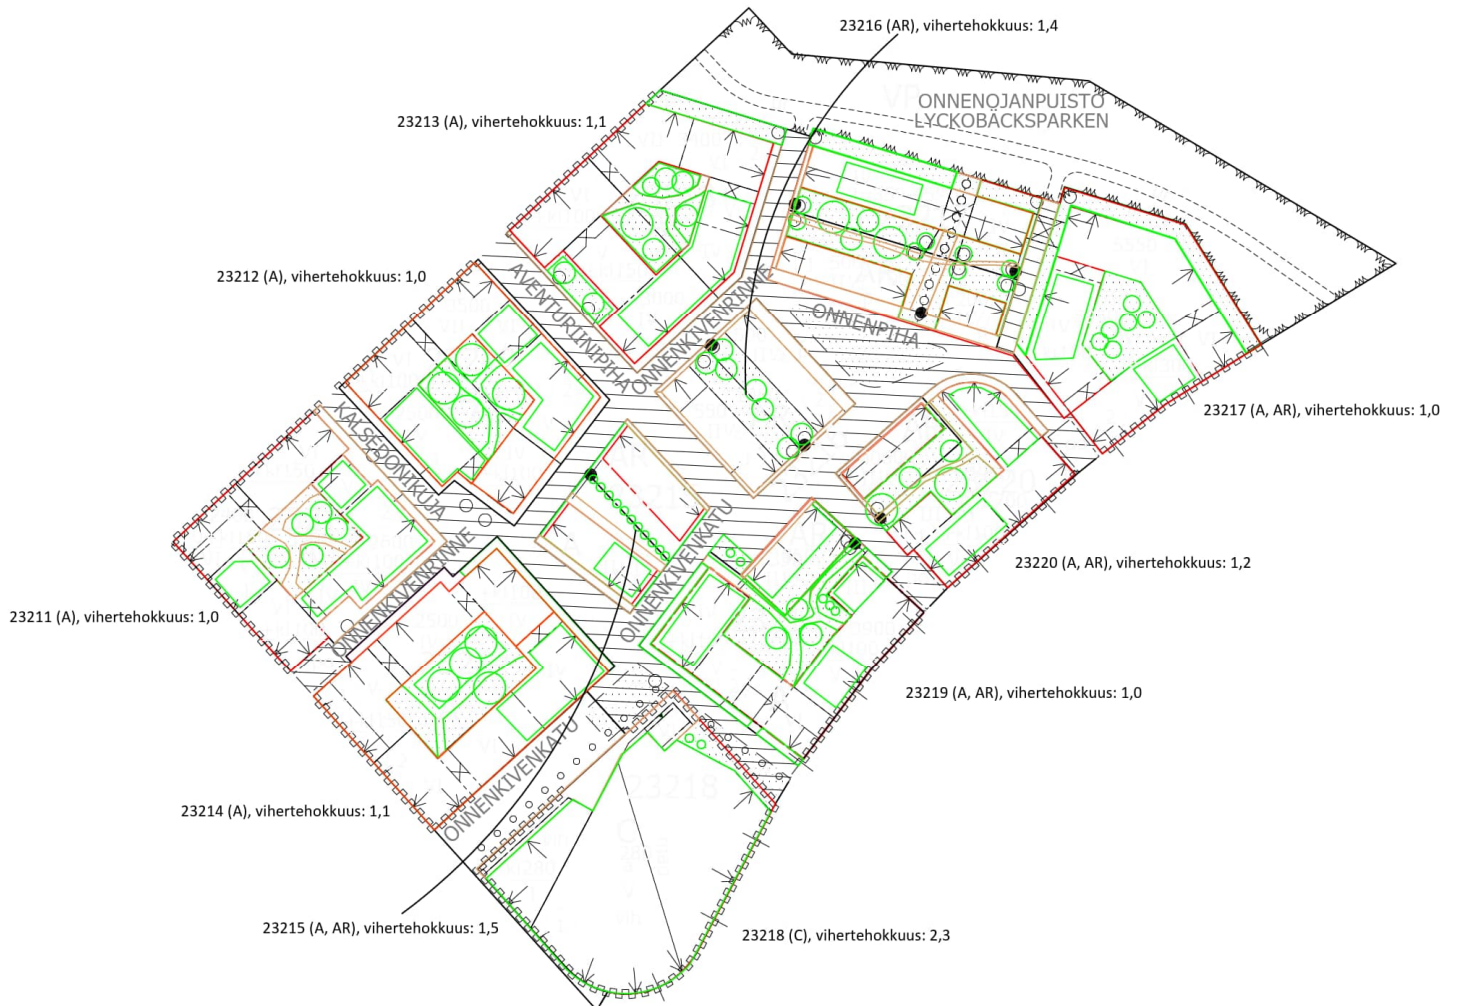 23216 (AR), vihertehokkuus: 1,4
VP
ONNENOJANPUISTO
LYCKOBÄCKSPARKEN
23213 (A), vihertehokkuus: 1,1
23212 (A), vihertehokkuus: 1,0
AVENTURIINIPIHA
ONNENKIVENRINNE
ONNENPIHA
23217 (A, AR), vihertehokkuus: 1,0
KALSEDONIKUJA
ONNENKIVENRINNE
ONNENKIVENKATU
23220 (A, AR), vihertehokkuus: 1,2
23211 (A), vihertehokkuus: 1,0
23219 (A, AR), vihertehokkuus: 1,0
ONNENKIVENKATU
23218
C
23214 (A), vihertehokkuus: 1,1
23215 (A, AR), vihertehokkuus: 1,5
23218 (C), vihertehokkuus: 2,3